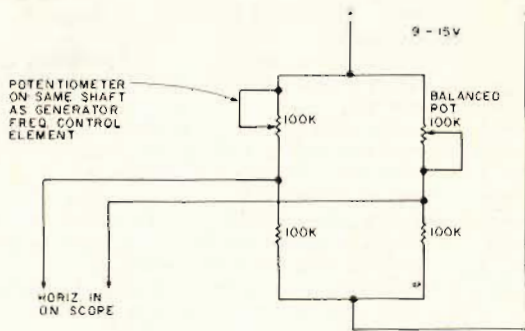 9 - 15V
POTENTIOMETER
ON SAME SHAFT
AS GENERATOR
FREQ. CONTROL
ELEMENT
100K
BALANCED
POT
100K
100K
100K
HORIZ IN
ON SCOPE